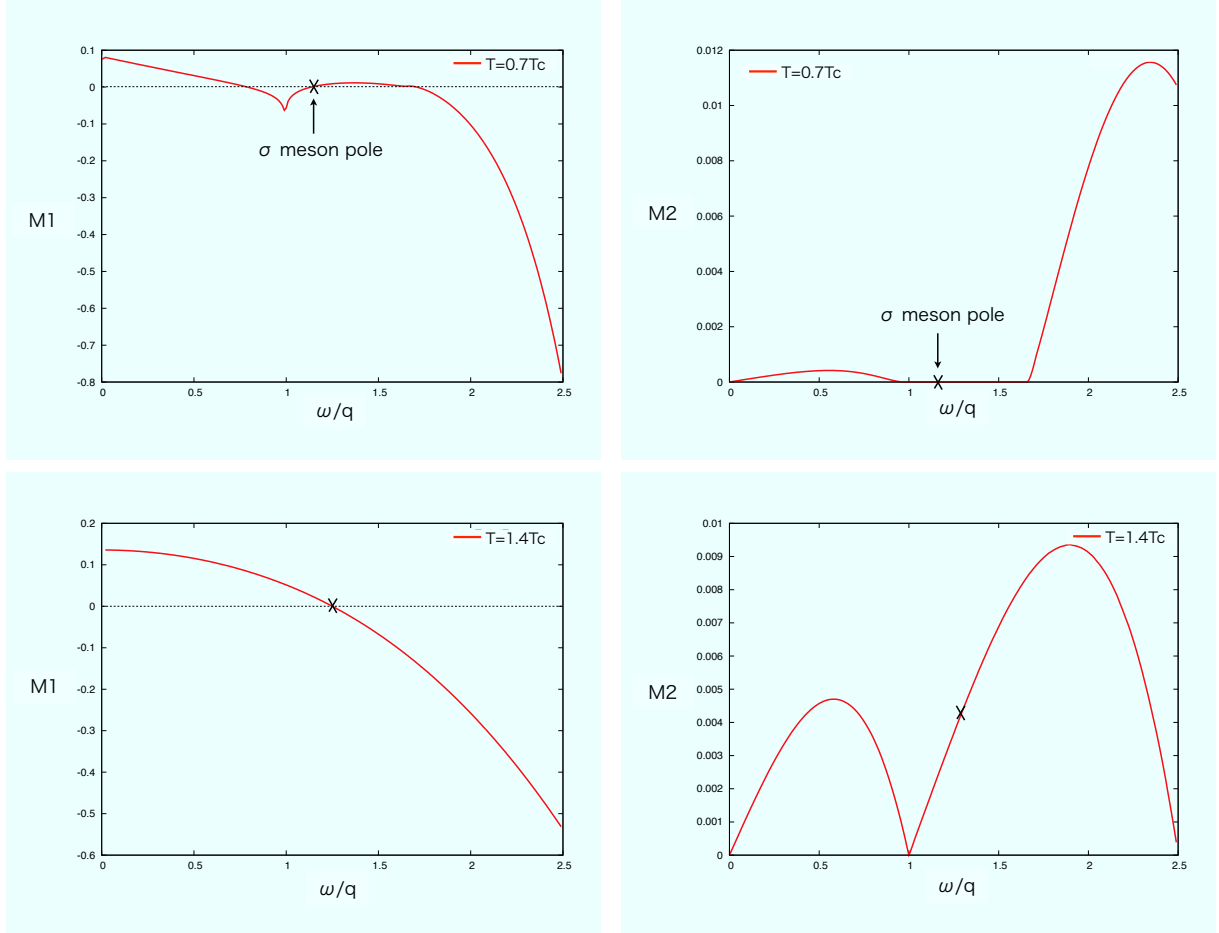 0.1
T=0.7Tc
0
-0.1
σ meson pole
-0.2
M1
-0.3
-0.4
-0.5
-0.6
-0.7
-0.8
0 0.5 1 1.5 2 2.5
ω/q
0.012
T=0.7Tc
0.01
0.008
M2
0.006
0.004
σ meson pole
0.002
0
0 0.5 1 1.5 2 2.5
ω/q
0.2
T=1.4Tc
0.1
0
-0.1
M1
-0.2
-0.3
-0.4
-0.5
-0.6
0 0.5 1 1.5 2 2.5
ω/q
0.01
T=1.4Tc
0.009
0.008
0.007
0.006
M2
0.005
0.004
0.003
0.002
0.001
0
0 0.5 1 1.5 2 2.5
ω/q